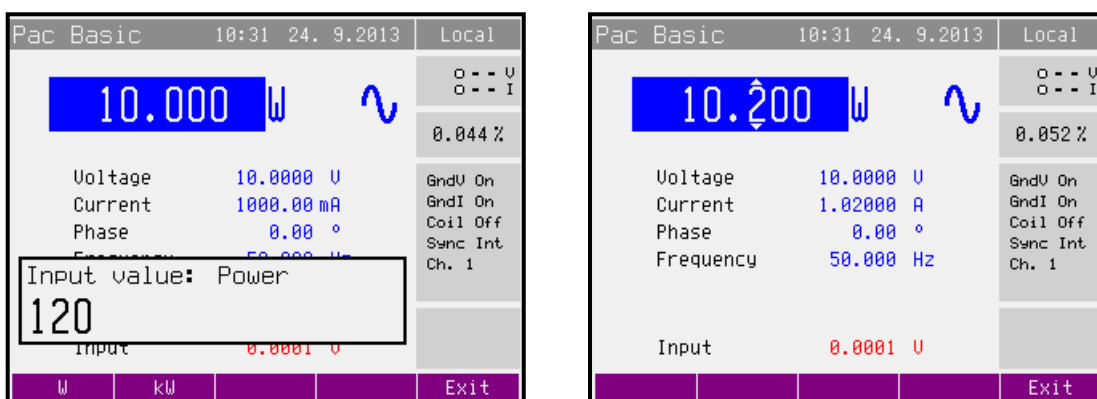 Pac Basic 10:31 24. 9.2013 Local
o-- V
o-- I
10.000 W
0.044 %
Voltage 10.0000 V
Current 1000.00 mA
Phase 0.00 °
Frequency 50.000 Hz
GndV On
GndI On
Coil Off
Sync Int
Ch. 1
Input value: Power
120
Input 0.0001 V
W kW Exit
Pac Basic 10:31 24. 9.2013 Local
o-- V
o-- I
10.200 W
0.052 %
Voltage 10.0000 V
Current 1.02000 A
Phase 0.00 °
Frequency 50.000 Hz
GndV On
GndI On
Coil Off
Sync Int
Ch. 1
Input 0.0001 V
Exit